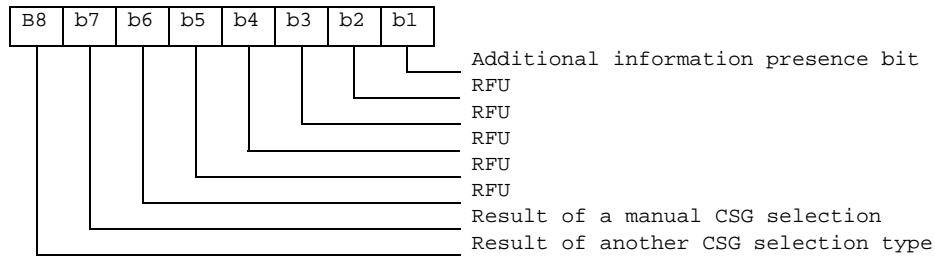 B8 b7 b6 b5 b4 b3 b2 b1
Additional information presence bit
RFU
RFU
RFU
RFU
RFU
Result of a manual CSG selection
Result of another CSG selection type